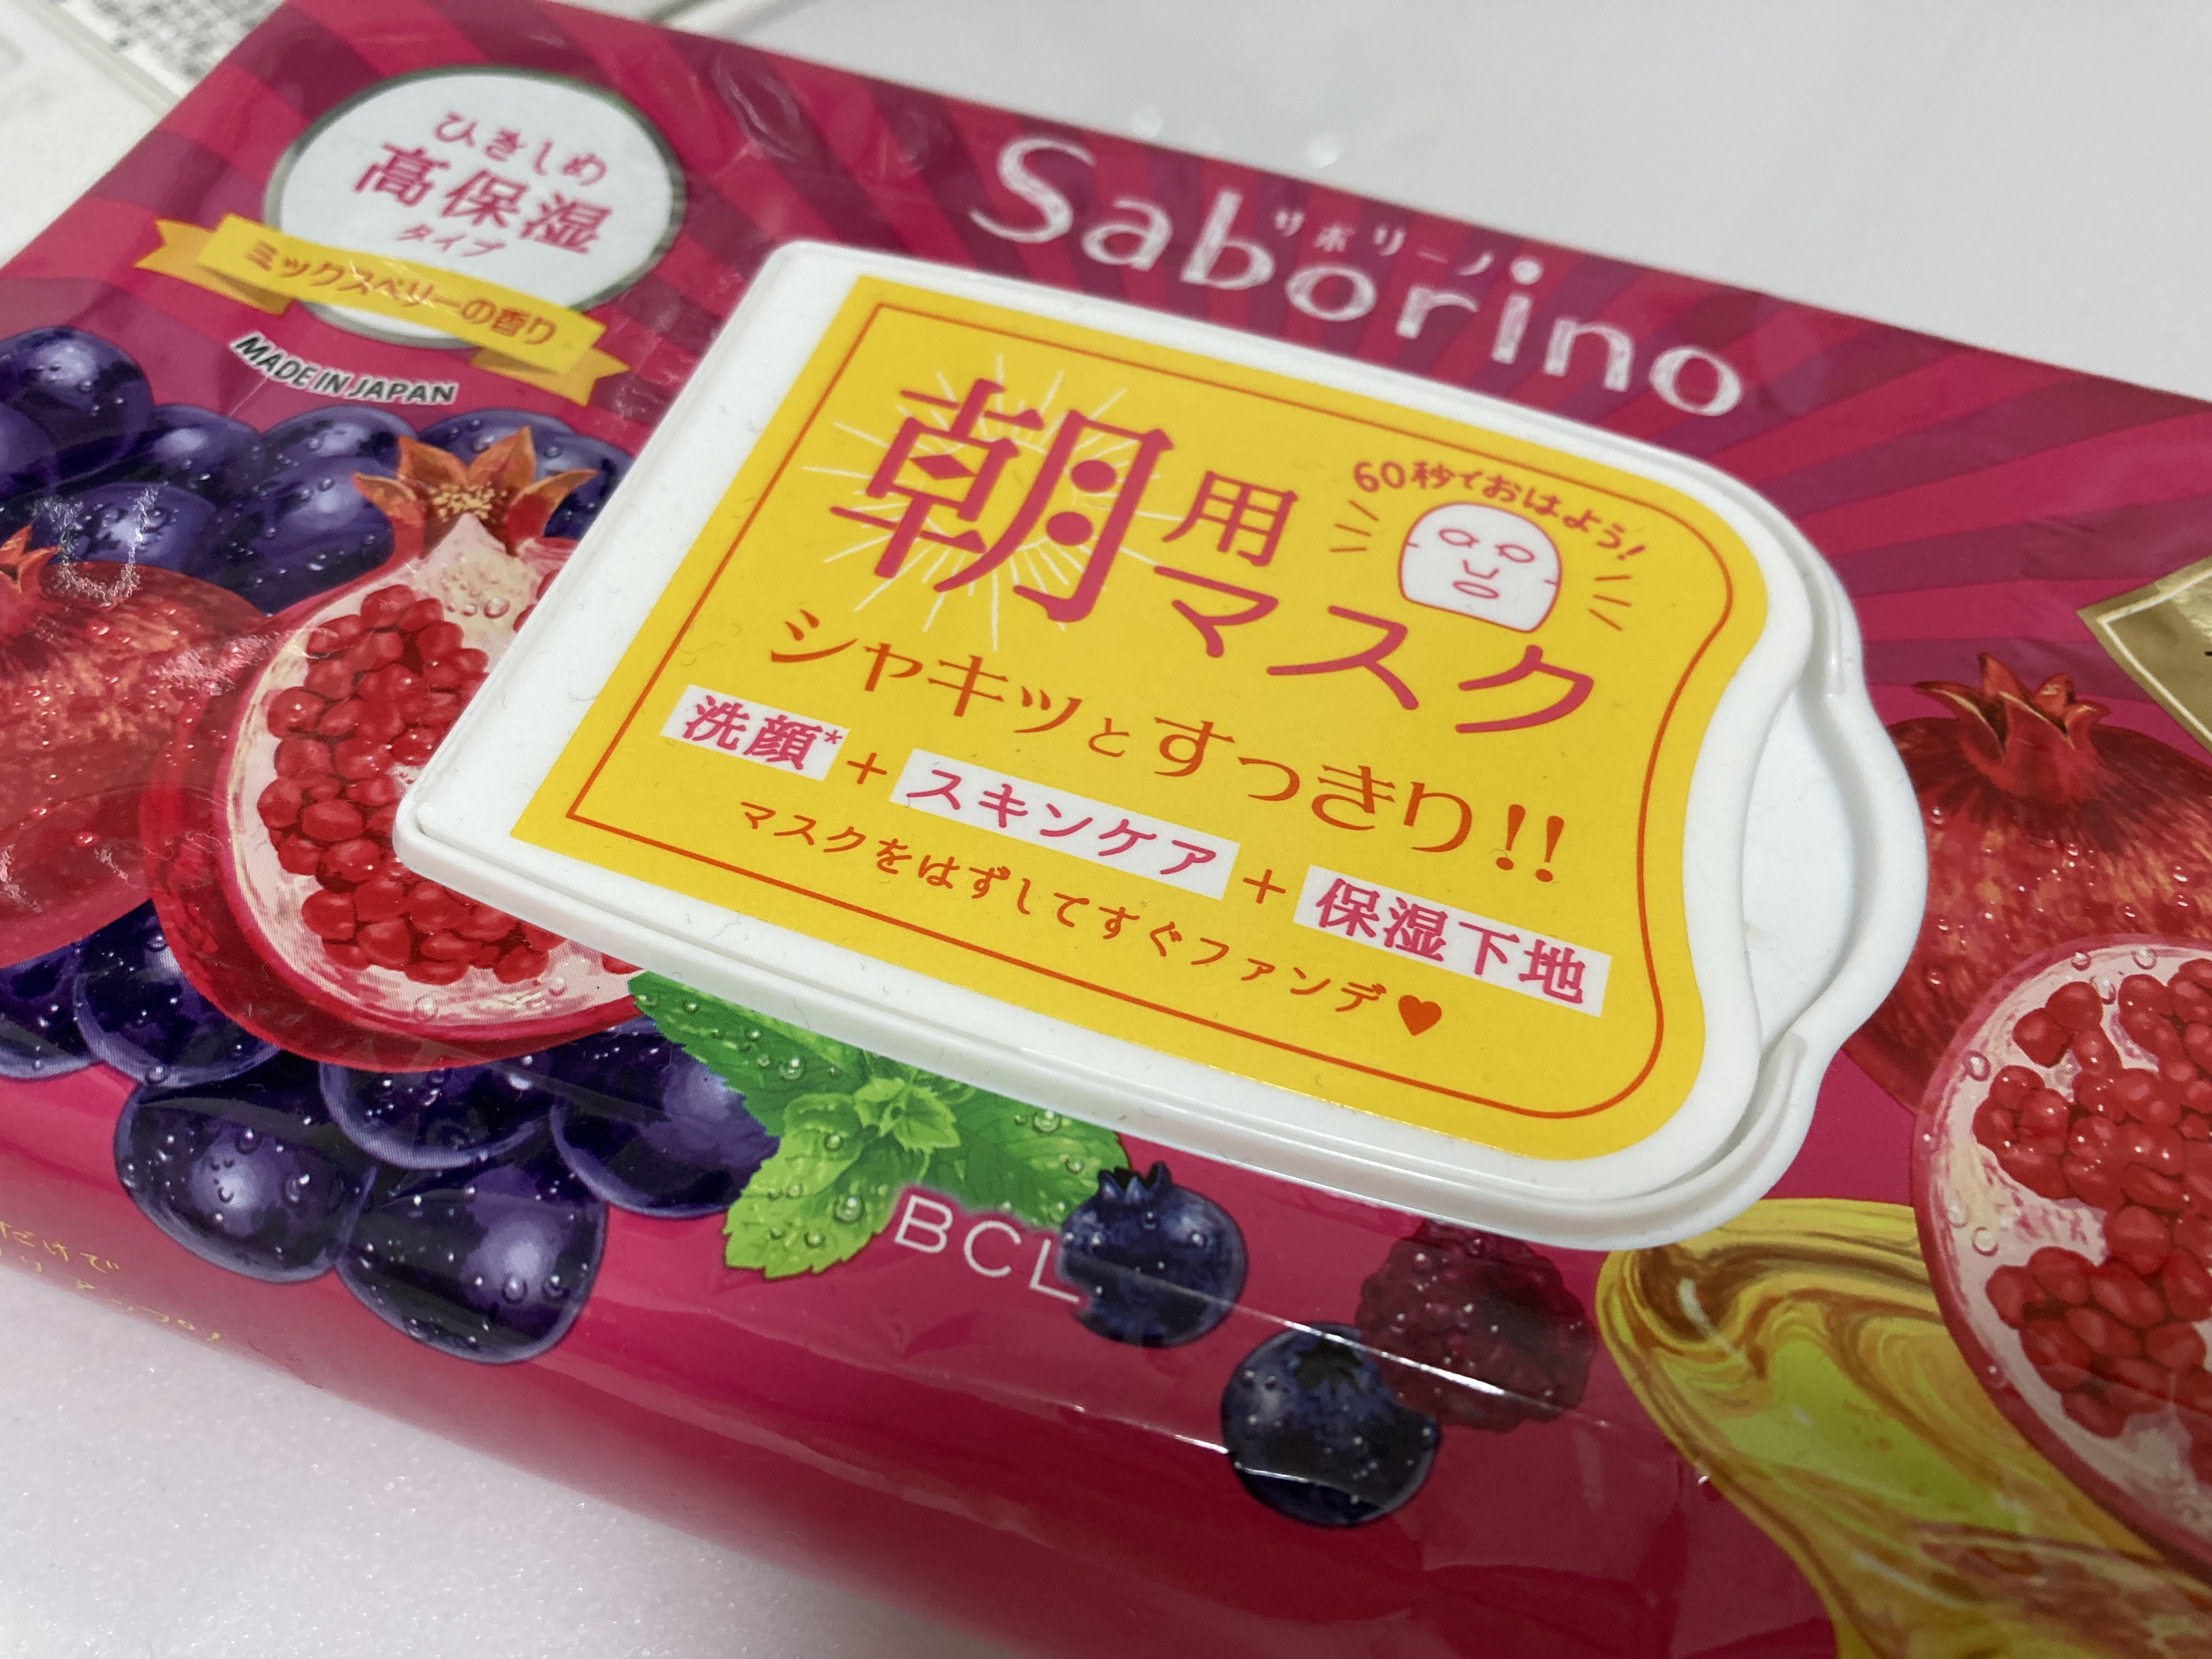 ひきしめ
高保湿
タイプ
ミックスベリーの香り
MADE IN JAPAN
サボリーノ
Saborino
朝用マスク
60秒でおはよう!
シャキッとすっきり!!
洗顔*+スキンケア+保湿下地
マスクをはずしてすぐファンデ♥
BCL
だけで